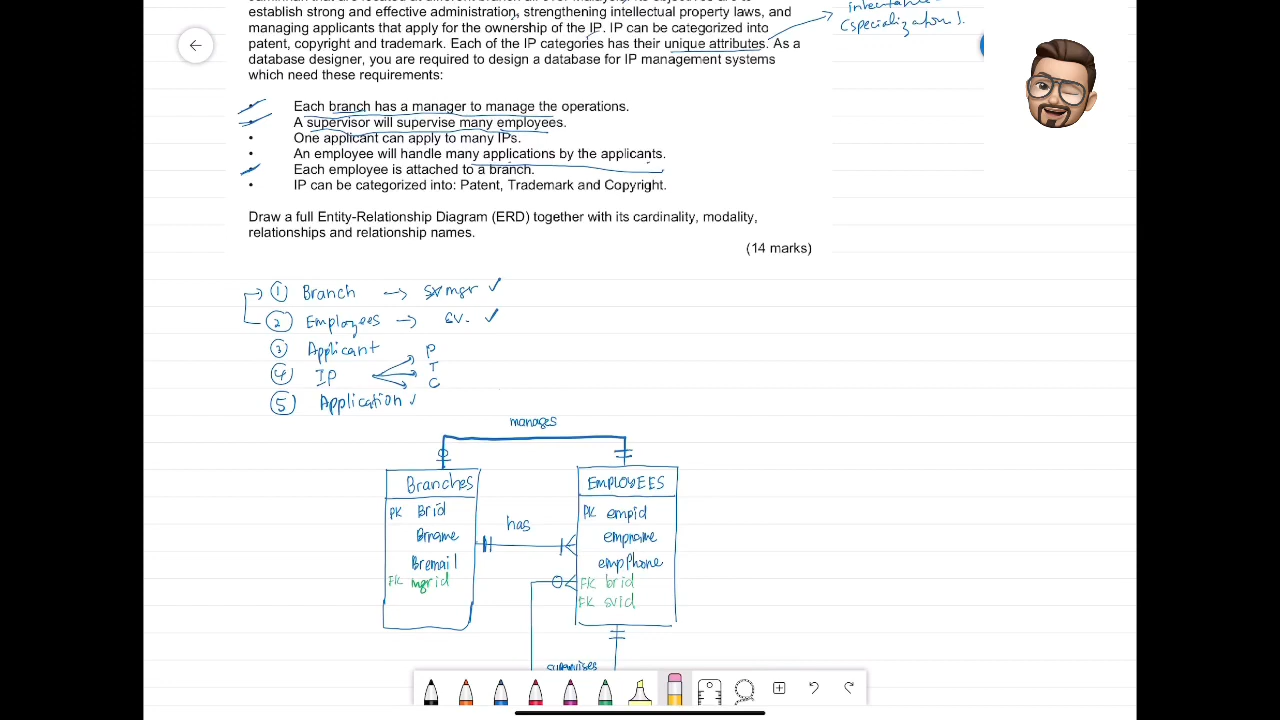 establish strong and effective administration, strengthening intellectual property laws, and
managing applicants that apply for the ownership of the IP. IP can be categorized into
patent, copyright and trademark. Each of the IP categories has their unique attributes. As a
database designer, you are required to design a database for IP management systems
which need these requirements:
(specialization).
• Each branch has a manager to manage the operations.
• A supervisor will supervise many employees.
• One applicant can apply to many IPs.
• An employee will handle many applications by the applicants.
• Each employee is attached to a branch.
• IP can be categorized into: Patent, Trademark and Copyright.
Draw a full Entity-Relationship Diagram (ERD) together with its cardinality, modality,
relationships and relationship names.
(14 marks)
① Branch → mgr ✓
② Employees → sv. ✓
③ Applicant P
④ IP T
C
⑤ Application ✓
manages
Branches
PK Brid
Brname
Bremail
FK mgrid
has
EMPLOYEES
PK empid
empname
empPhone
FK brid
FK svid
supervises